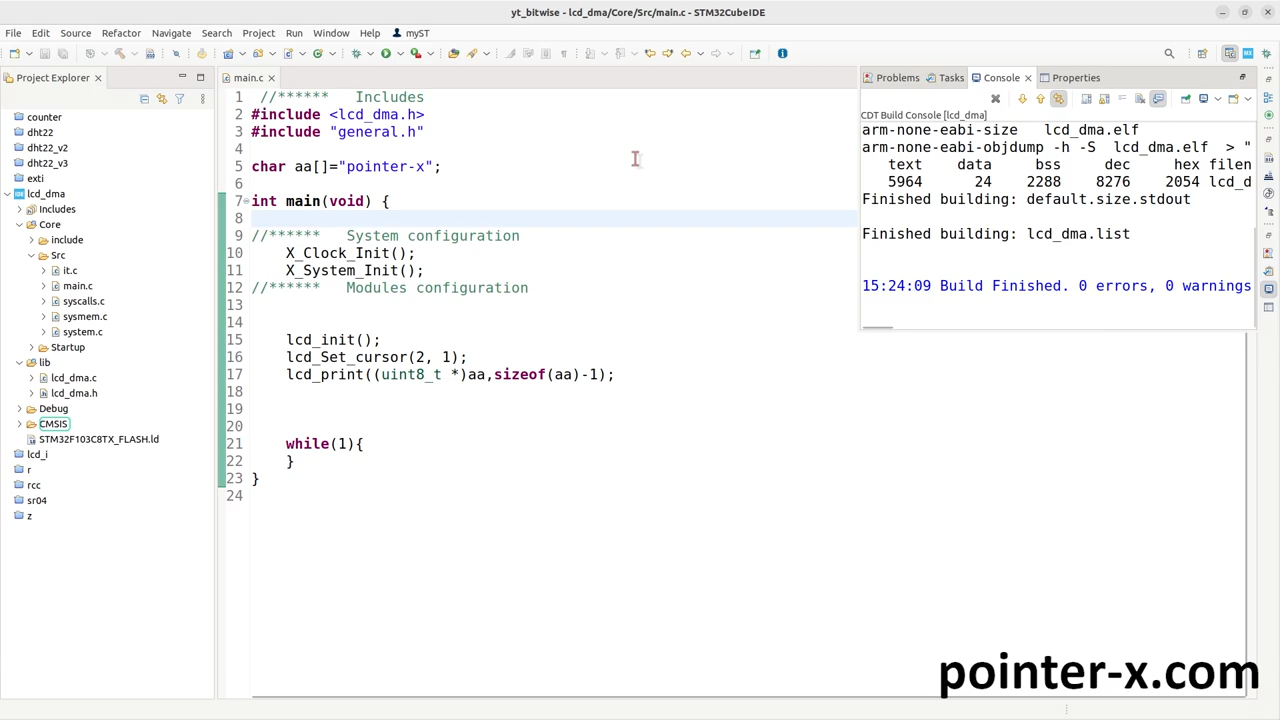 yt_bitwise - lcd_dma/Core/Src/main.c - STM32CubeIDE
File Edit Source Refactor Navigate Search Project Run Window Help myST
Project Explorer
counter
dht22
dht22_v2
dht22_v3
exti
lcd_dma
Includes
Core
include
Src
it.c
main.c
syscalls.c
sysmem.c
system.c
Startup
lib
lcd_dma.c
lcd_dma.h
Debug
CMSIS
STM32F103C8TX_FLASH.ld
lcd_i
r
rcc
sr04
z
main.c
1 //****** Includes
2 #include <lcd_dma.h>
3 #include "general.h"
4
5 char aa[]="pointer-x";
6
7 int main(void) {
8
9 //****** System configuration
10 X_Clock_Init();
11 X_System_Init();
12 //****** Modules configuration
13
14
15 lcd_init();
16 lcd_Set_cursor(2, 1);
17 lcd_print((uint8_t *)aa,sizeof(aa)-1);
18
19
20
21 while(1){
22 }
23 }
24
Problems Tasks Console Properties
CDT Build Console [lcd_dma]
arm-none-eabi-size lcd_dma.elf
arm-none-eabi-objdump -h -S lcd_dma.elf > "
text data bss dec hex filen
5964 24 2288 8276 2054 lcd_d
Finished building: default.size.stdout
Finished building: lcd_dma.list
15:24:09 Build Finished. 0 errors, 0 warnings
pointer-x.com